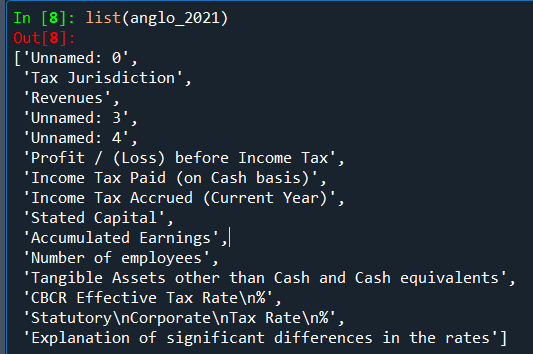 In [8]: list(anglo_2021)
Out[8]:
['Unnamed: 0',
'Tax Jurisdiction',
'Revenues',
'Unnamed: 3',
'Unnamed: 4',
'Profit / (Loss) before Income Tax',
'Income Tax Paid (on Cash basis)',
'Income Tax Accrued (Current Year)',
'Stated Capital',
'Accumulated Earnings',
'Number of employees',
'Tangible Assets other than Cash and Cash equivalents',
'CBCR Effective Tax Rate\n%',
'Statutory\nCorporate\nTax Rate\n%',
'Explanation of significant differences in the rates']